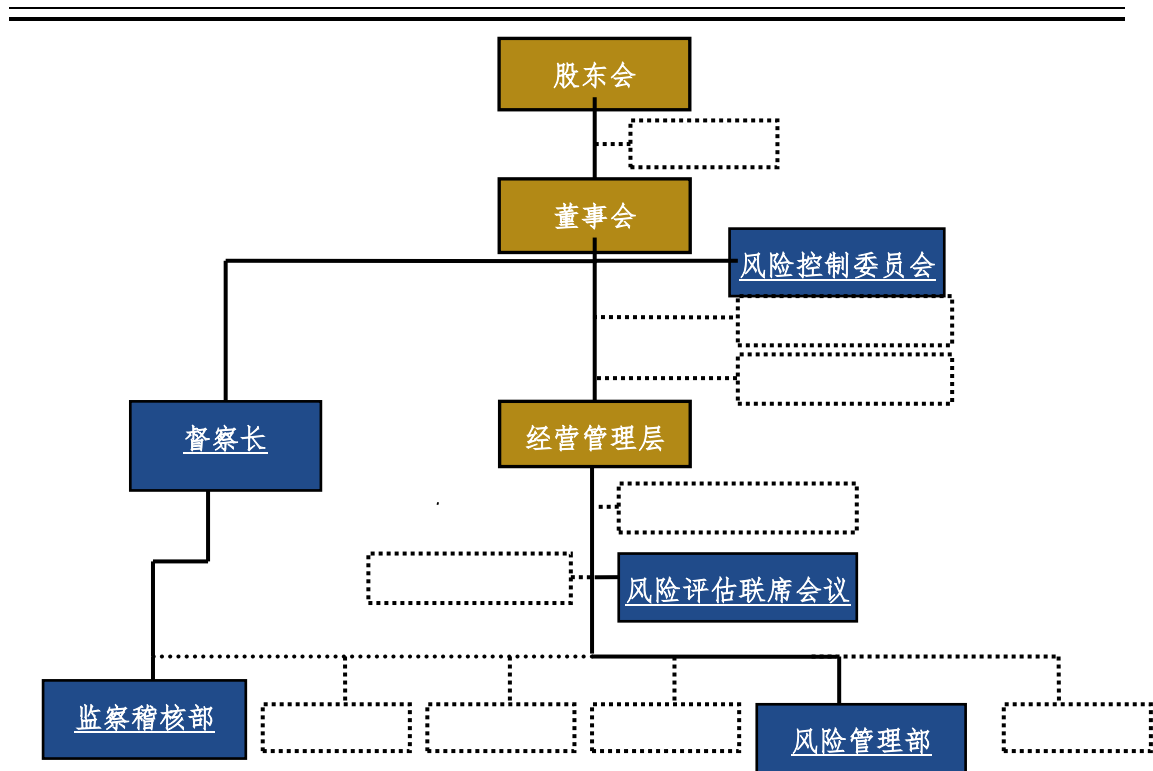 股东会
董事会
风险控制委员会
督察长
经营管理层
风险评估联席会议
监察稽核部
风险管理部